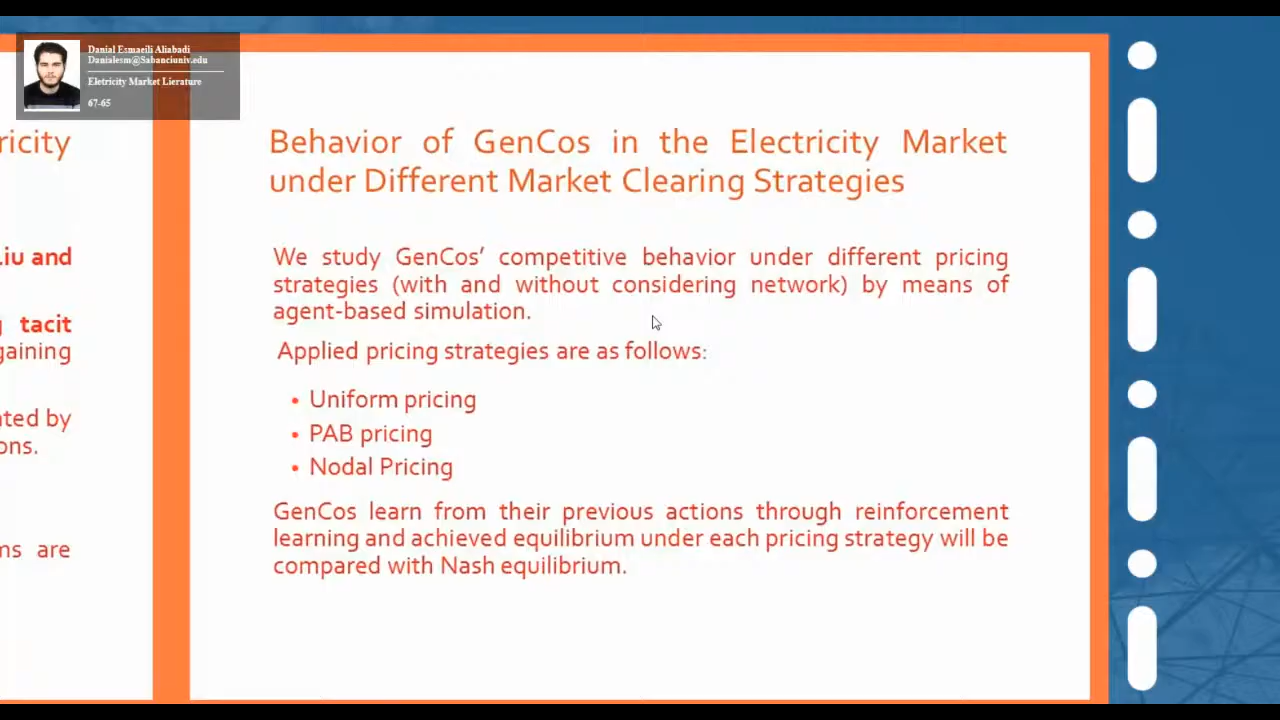 Danial Esmaeili Aliabadi
Danialesm@Sabanciuniv.edu
Eletricity Market Lierature
67-65
ricity
Liu and
tacit
gaining
ated by
ons.
ms are
Behavior of GenCos in the Electricity Market
under Different Market Clearing Strategies
We study GenCos’ competitive behavior under different pricing
strategies (with and without considering network) by means of
agent-based simulation.
Applied pricing strategies are as follows:
• Uniform pricing
• PAB pricing
• Nodal Pricing
GenCos learn from their previous actions through reinforcement
learning and achieved equilibrium under each pricing strategy will be
compared with Nash equilibrium.